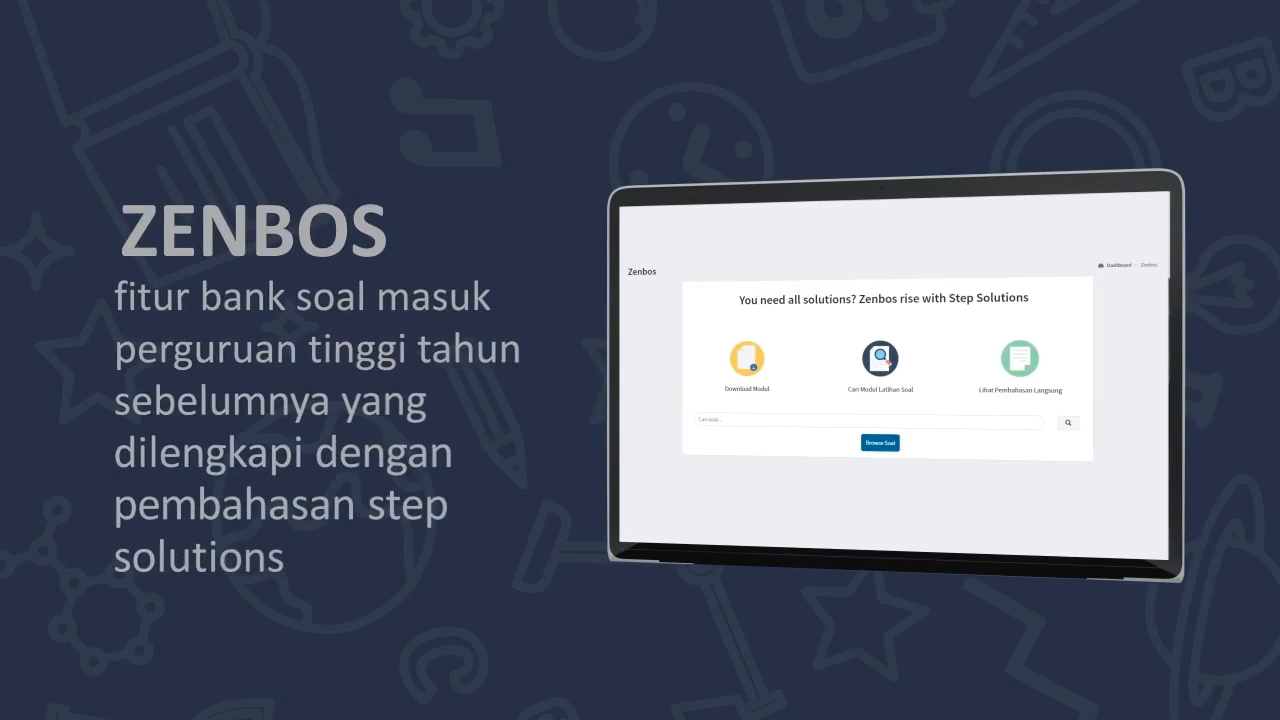 ZENBOS
fitur bank soal masuk
perguruan tinggi tahun
sebelumnya yang
dilengkapi dengan
pembahasan step
solutions
Zenbos
Dashboard
Zenbos
You need all solutions? Zenbos rise with Step Solutions
Download Modul
Cari Modul Latihan Soal
Lihat Pembahasan Langsung
Cari soal...
Browse Soal